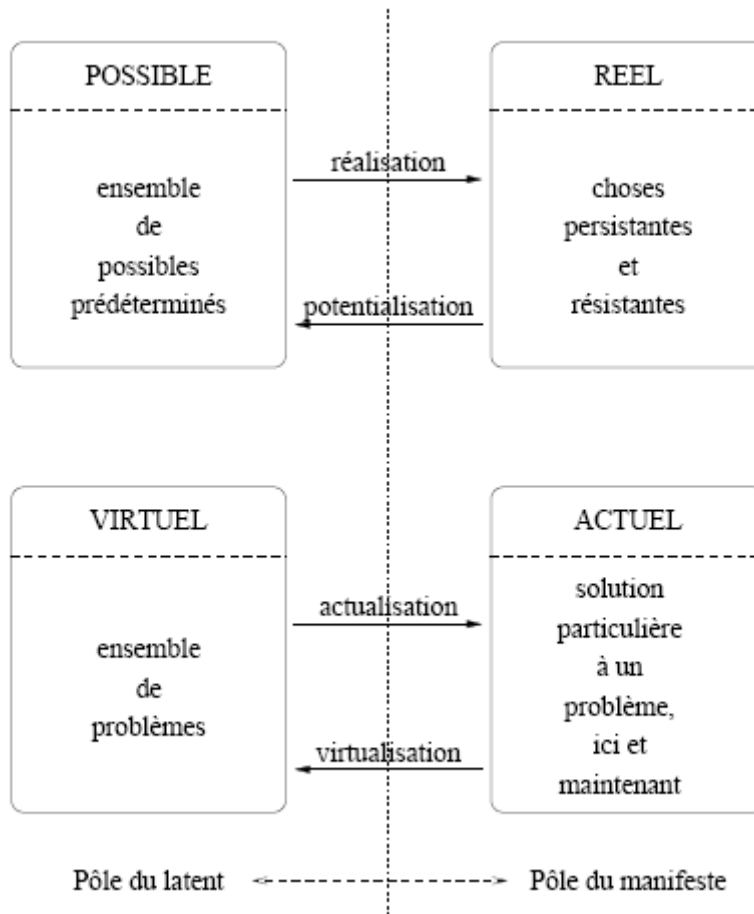 POSSIBLE
ensemble
de
possibles
prédéterminés
réalisation
potentialisation
REEL
choses
persistantes
et
résistantes
VIRTUEL
ensemble
de
problèmes
actualisation
virtualisation
ACTUEL
solution
particulière
à un
problème,
ici et
maintenant
Pôle du latent
Pôle du manifeste